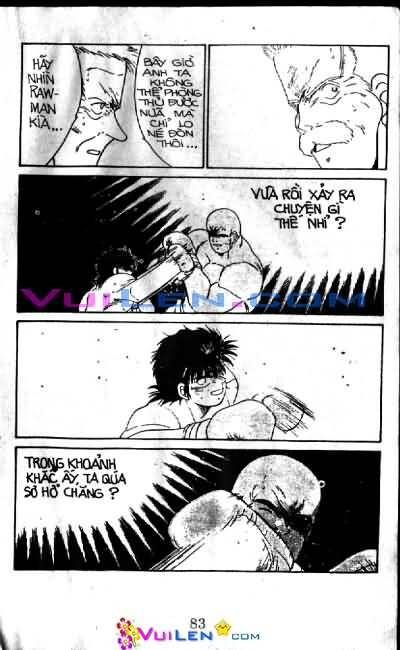 HÃY
NHÌN
RAW-
MAN
KÌA...
BÂY GIỜ
ANH TA
KHÔNG
THỂ PHÒNG
THỦ ĐƯỢC
NỮA MÀ
CHỈ LO
NÉ ĐÒN
THÔI...
VỪA RỒI XẢY RA
CHUYỆN GÌ
THẾ NHỈ?
VUILEN.COM
TRONG KHOẢNH
KHẮC ẤY, TA QÚA
SƠ HỞ CHĂNG?
83
VUILEN.COM